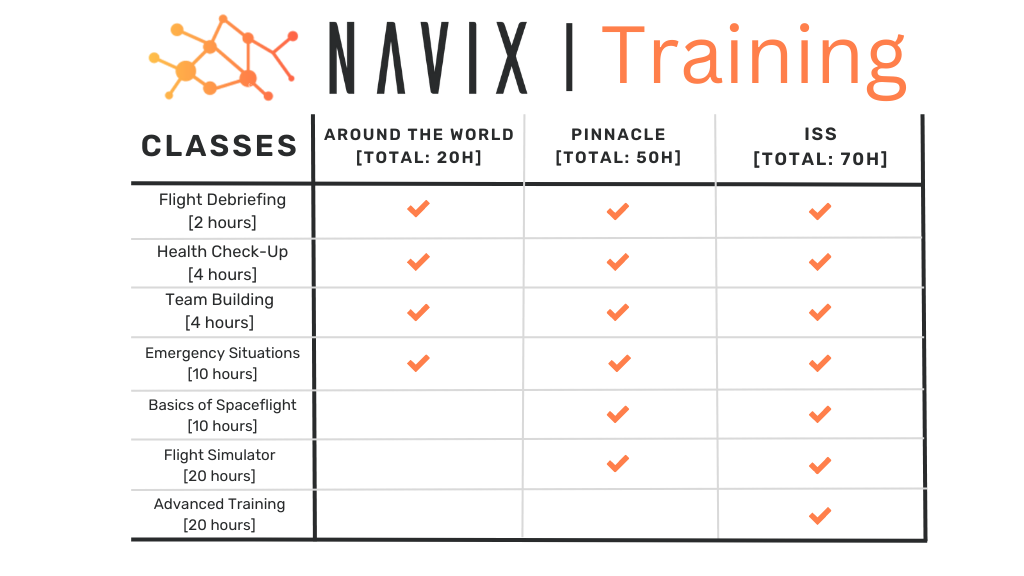 NAVIX | Training
CLASSES
AROUND THE WORLD
[TOTAL: 20H]
PINNACLE
[TOTAL: 50H]
ISS
[TOTAL: 70H]
Flight Debriefing
[2 hours]
Health Check-Up
[4 hours]
Team Building
[4 hours]
Emergency Situations
[10 hours]
Basics of Spaceflight
[10 hours]
Flight Simulator
[20 hours]
Advanced Training
[20 hours]